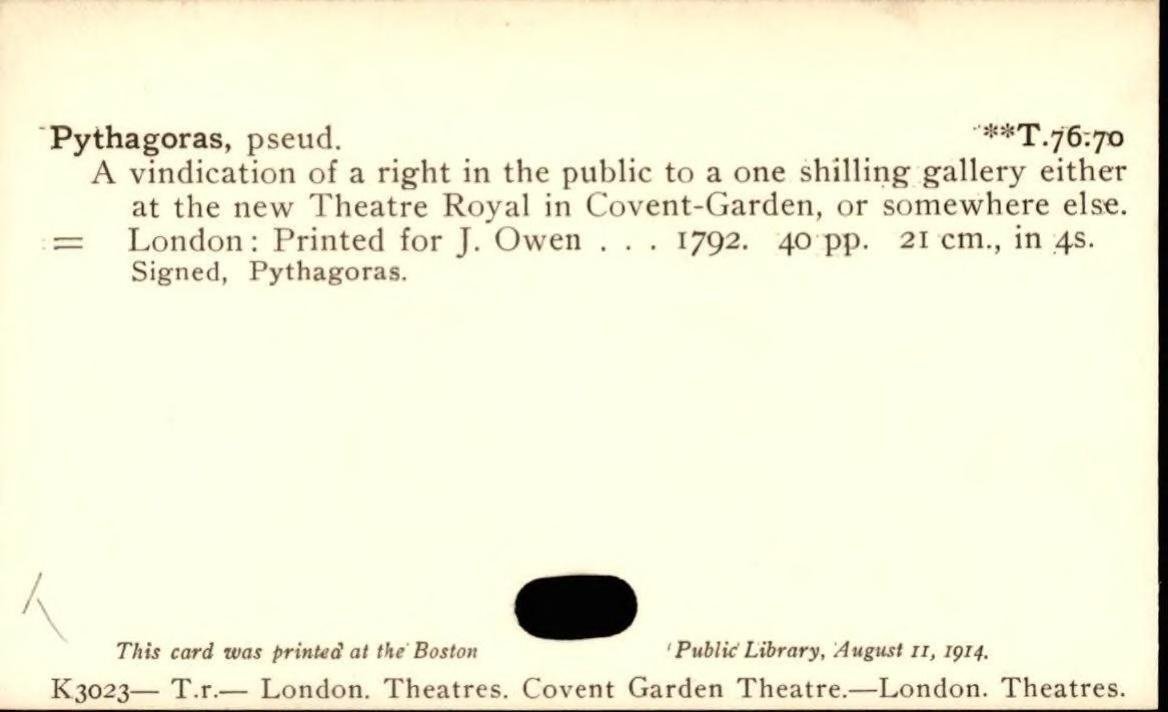 Pythagoras, pseud. **T.76.70
A vindication of a right in the public to a one shilling gallery either
at the new Theatre Royal in Covent-Garden, or somewhere else.
= London: Printed for J. Owen . . . 1792. 40 pp. 21 cm., in 4s.
Signed, Pythagoras.
This card was printed at the Boston Public Library, August 11, 1914.
K3023— T.r.— London. Theatres. Covent Garden Theatre.—London. Theatres.